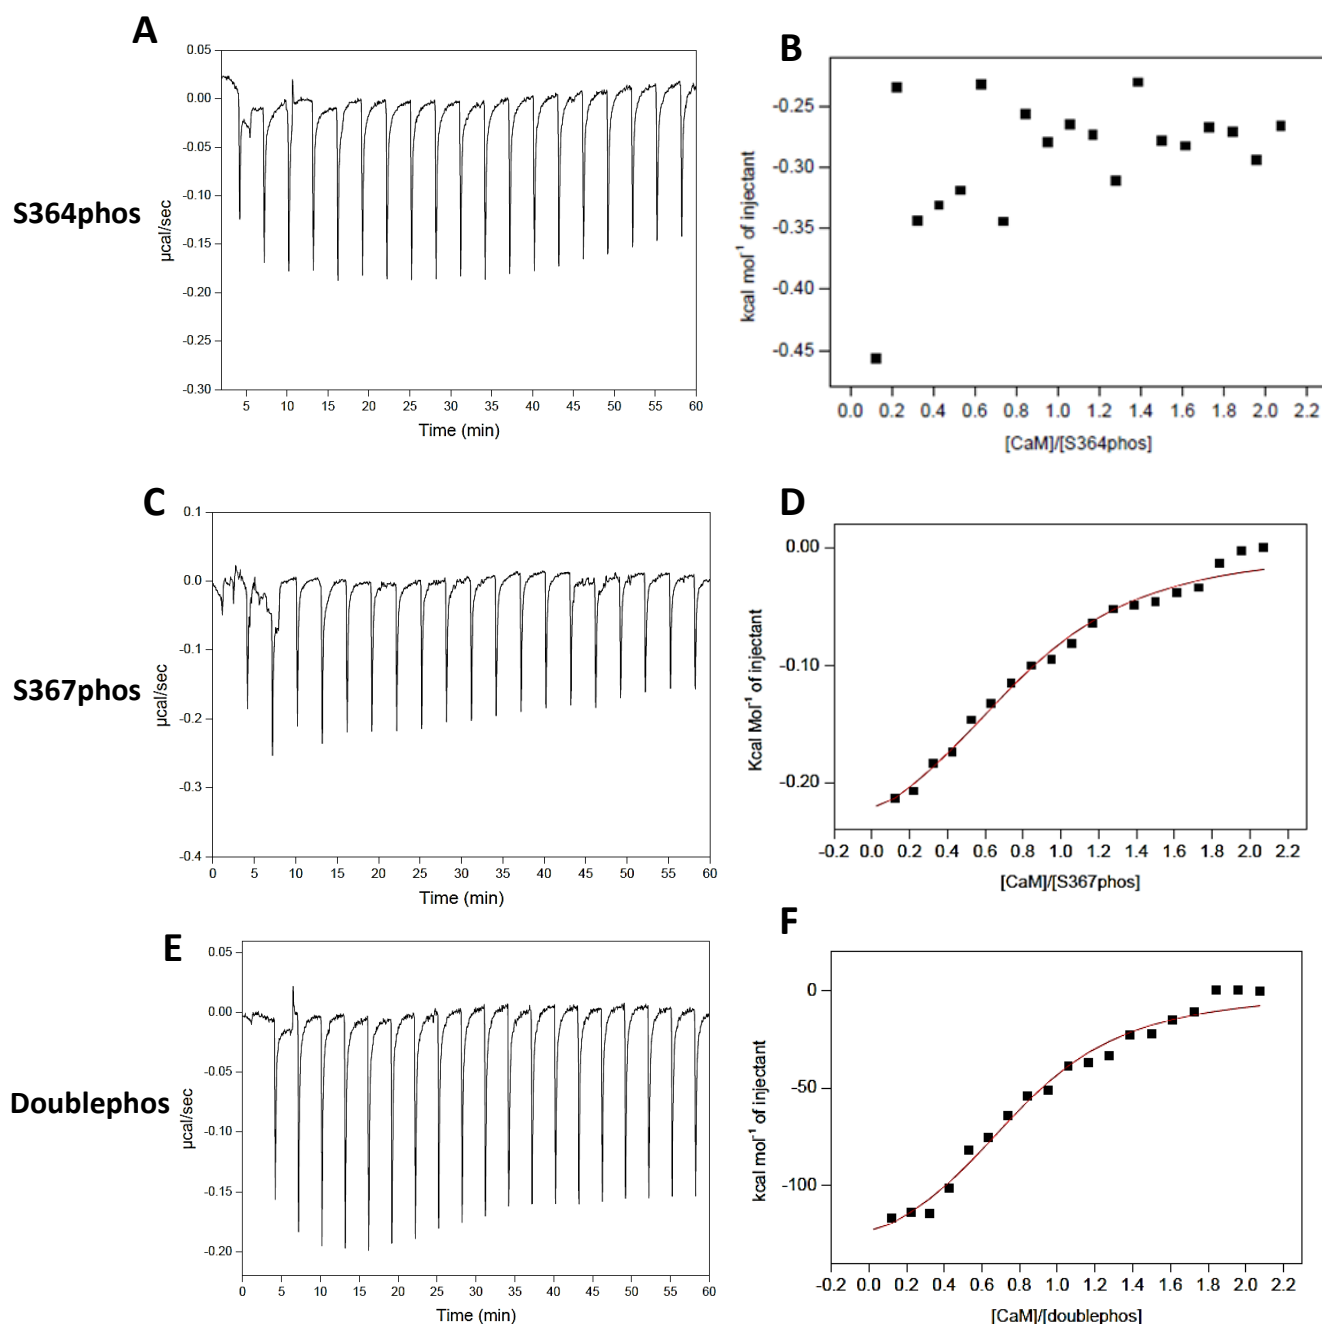 A
0.05
0.00
-0.05
-0.10
-0.15
-0.20
-0.25
-0.30
µcal/sec
5 10 15 20 25 30 35 40 45 50 55 60
Time (min)
S364phos
B
-0.25
-0.30
-0.35
-0.40
-0.45
kcal mol⁻¹ of injectant
0.0 0.2 0.4 0.6 0.8 1.0 1.2 1.4 1.6 1.8 2.0 2.2
[CaM]/[S364phos]
C
0.1
0.0
-0.1
-0.2
-0.3
-0.4
µcal/sec
0 5 10 15 20 25 30 35 40 45 50 55 60
Time (min)
S367phos
D
0.00
-0.10
-0.20
Kcal Mol⁻¹ of injectant
-0.2 0.0 0.2 0.4 0.6 0.8 1.0 1.2 1.4 1.6 1.8 2.0 2.2
[CaM]/[S367phos]
E
0.05
0.00
-0.05
-0.10
-0.15
-0.20
µcal/sec
0 5 10 15 20 25 30 35 40 45 50 55 60
Time (min)
Doublephos
F
0
-50
-100
kcal mol⁻¹ of injectant
-0.2 0.0 0.2 0.4 0.6 0.8 1.0 1.2 1.4 1.6 1.8 2.0 2.2
[CaM]/[doublephos]